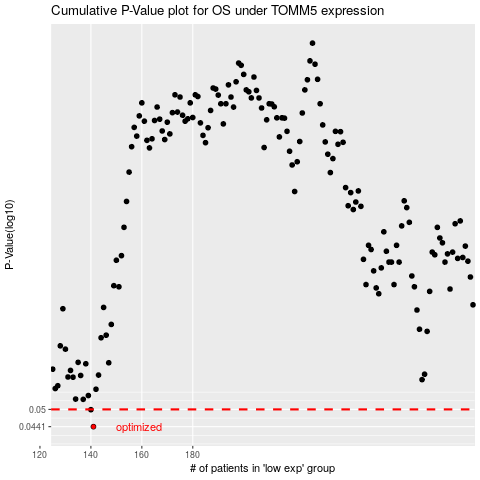 Cumulative P-Value plot for OS under TOMM5 expression
P-Value(log10)
0.05
0.0441
optimized
120 140 160 180
# of patients in 'low exp' group